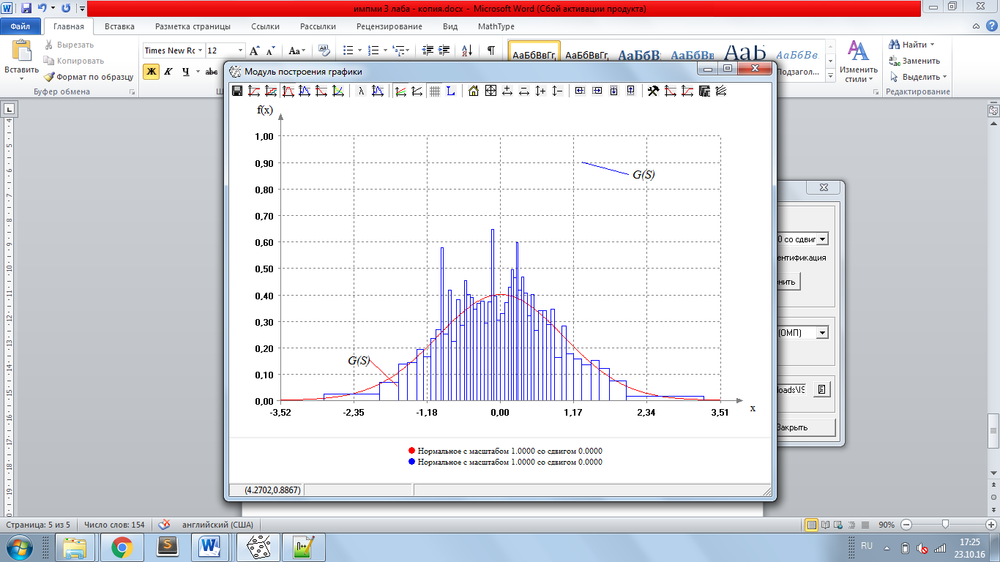 импми 3 лаба - копия.docx - Microsoft Word (Сбой активации продукта)
Файл Главная Вставка Разметка страницы Ссылки Рассылки Рецензирование Вид MathType
Вставить
Вырезать
Копировать
Формат по образцу
Буфер обмена
Times New Ro 12
Ж К Ч abc
АаБбВвГг, АаБбВвГг, АаБбВ АаБбВв АаБ АаБбВв.
Подзагол...
Изменить стили
Найти
Заменить
Выделить
Редактирование
Модуль построения графики
f(x)
1,00
0,90
G(S)
0,80
0,70
0,60
0,50
0,40
0,30
0,20
G(S)
0,10
0,00
-3,52 -2,35 -1,18 0,00 1,17 2,34 3,51
x
Нормальное с масштабом 1.0000 со сдвигом 0.0000
Нормальное с масштабом 1.0000 со сдвигом 0.0000
(4.2702,0.8867)
0 со сдвиг
ентификация
нить
(ОМП)
loads\IS
Закрыть
Страница: 5 из 5 Число слов: 154 английский (США) 90%
RU 17:25
23.10.16